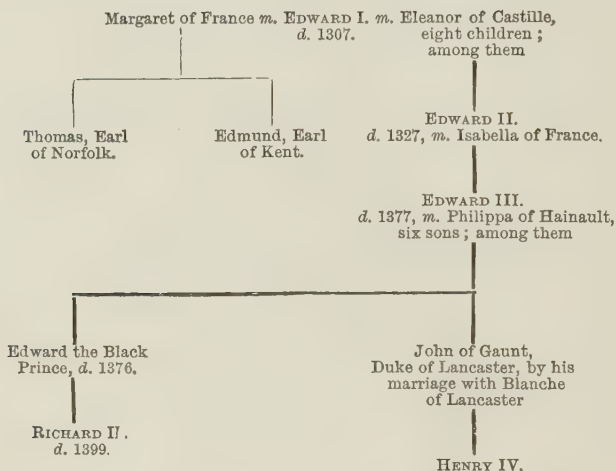 Margaret of France m. EDWARD I. m. Eleanor of Castille,
d. 1307. eight children ;
among them
Thomas, Earl
of Norfolk.
Edmund, Earl
of Kent.
EDWARD II.
d. 1327, m. Isabella of France.
EDWARD III.
d. 1377, m. Philippa of Hainault,
six sons ; among them
Edward the Black
Prince, d. 1376.
John of Gaunt,
Duke of Lancaster, by his
marriage with Blanche
of Lancaster
RICHARD II.
d. 1399.
HENRY IV.